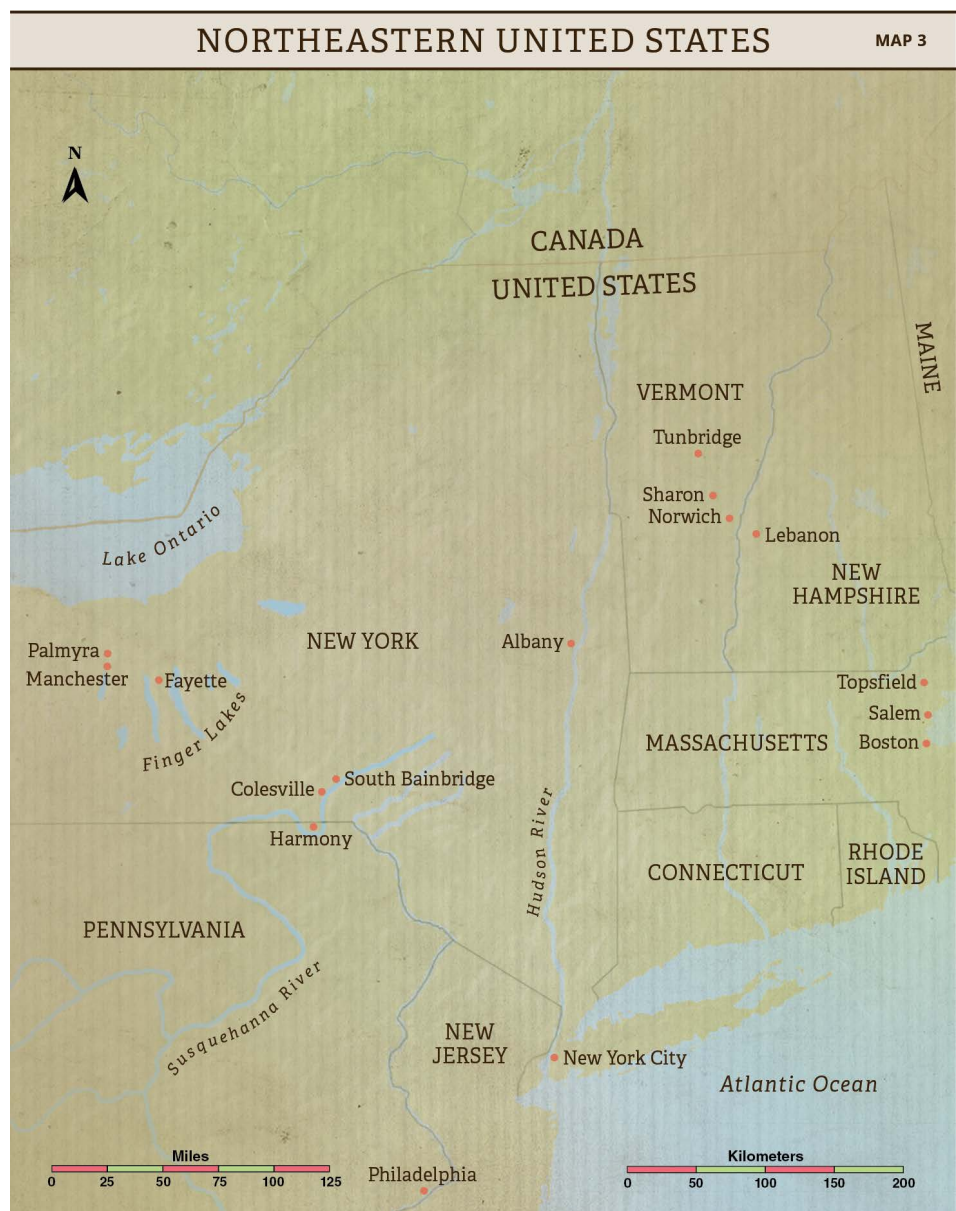 NORTHEASTERN UNITED STATES
MAP 3
N
CANADA
UNITED STATES
MAINE
VERMONT
Tunbridge
Sharon
Norwich
Lebanon
Lake Ontario
NEW
HAMPSHIRE
NEW YORK
Albany
Palmyra
Manchester
Fayette
Finger Lakes
Topsfield
Salem
MASSACHUSETTS
Boston
South Bainbridge
Colesville
Harmony
Hudson River
RHODE
ISLAND
CONNECTICUT
PENNSYLVANIA
Susquehanna River
NEW
JERSEY
New York City
Atlantic Ocean
Miles
0 25 50 75 100 125
Philadelphia
Kilometers
0 50 100 150 200